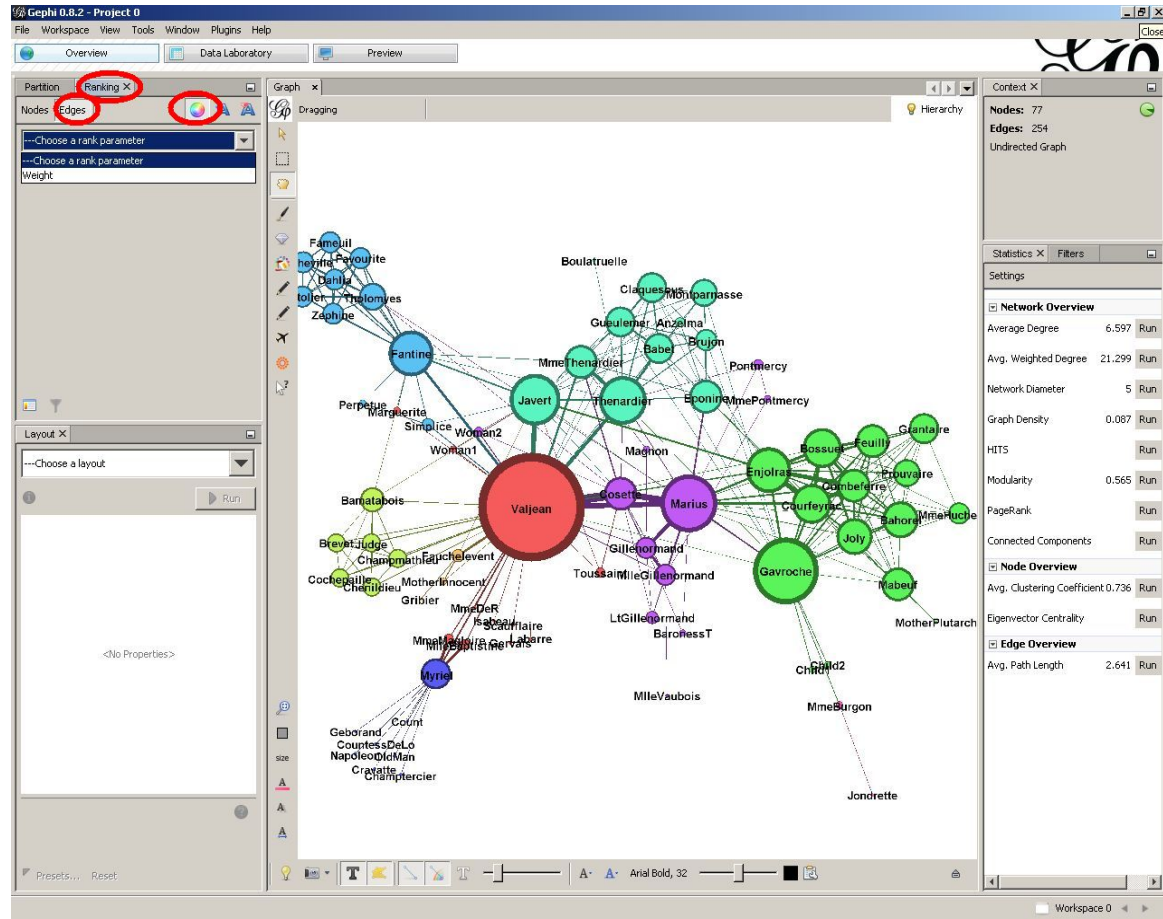 Gephi 0.8.2 - Project 0
File Workspace View Tools Window Plugins Help
Close
Overview Data Laboratory Preview
Partition Ranking X
Nodes Edges
---Choose a rank parameter
---Choose a rank parameter
Weight
Layout X
---Choose a layout
Run
<No Properties>
Presets... Reset
Graph x
Dragging
Hierarchy
size
Fameuil
Favourite
Dahlia
Tholomyes
Zephine
Fantine
Boulatruelle
Claquesous
Montparnasse
Gueulemer
Anzelma
Babet
Brujon
MmeThenardier
Pontmercy
Javert
Thenardier
Eponine
MmePontmercy
Perpetue
Marguerite
Simplice
Woman2
Woman1
Magnon
Grantaire
Bossuet
Feuilly
Enjolras
Prouvaire
Combeferre
Cosette
Marius
Valjean
Courfeyrac
Bahorel
MmeHuche
Bamatabois
Joly
Brevet
Judge
Champmathieu
Fauchelevent
Gillenormand
Toussaint
MlleGillenormand
Gavroche
Cochepaille
Chenildieu
MotherInnocent
Mabeuf
Gribier
MmeDeR
Isabeau
Scaufflaire
LtGillenormand
MotherPlutarch
BaronessT
Labarre
MmeMagloire
Gervais
MlleBaptistine
Myriel
Child1
Child2
MlleVaubois
MmeBurgon
Count
Geborand
CountessDeLo
Napoleon
OldMan
Cravatte
Champtercier
Jondrette
Arial Bold, 32
Context X
Nodes: 77
Edges: 254
Undirected Graph
Statistics X Filters
Settings
Network Overview
Average Degree 6.597 Run
Avg. Weighted Degree 21.299 Run
Network Diameter 5 Run
Graph Density 0.087 Run
HITS Run
Modularity 0.565 Run
PageRank Run
Connected Components Run
Node Overview
Avg. Clustering Coefficient 0.736 Run
Eigenvector Centrality Run
Edge Overview
Avg. Path Length 2.641 Run
Workspace 0